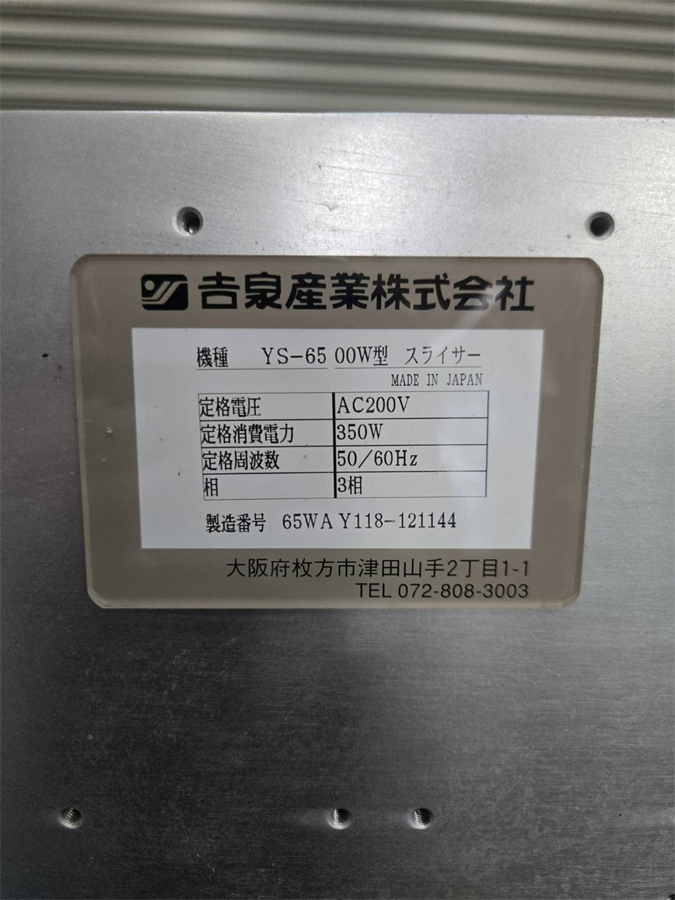 吉泉産業株式会社
機種 YS-65 00W型 スライサー
MADE IN JAPAN
定格電圧 AC200V
定格消費電力 350W
定格周波数 50/60Hz
相 3相
製造番号 65WA Y118-121144
大阪府枚方市津田山手2丁目1-1
TEL 072-808-3003